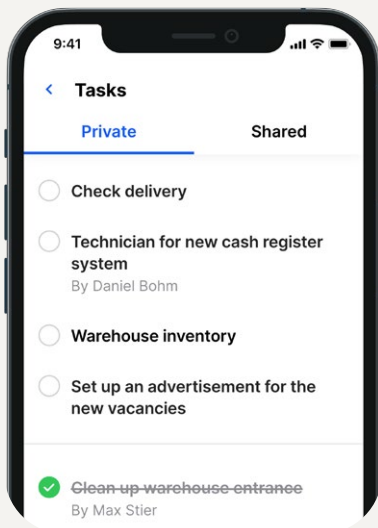 9:41
Tasks
Private Shared
Check delivery
Technician for new cash register
system
By Daniel Bohm
Warehouse inventory
Set up an advertisement for the
new vacancies
Clean up warehouse entrance
By Max Stier